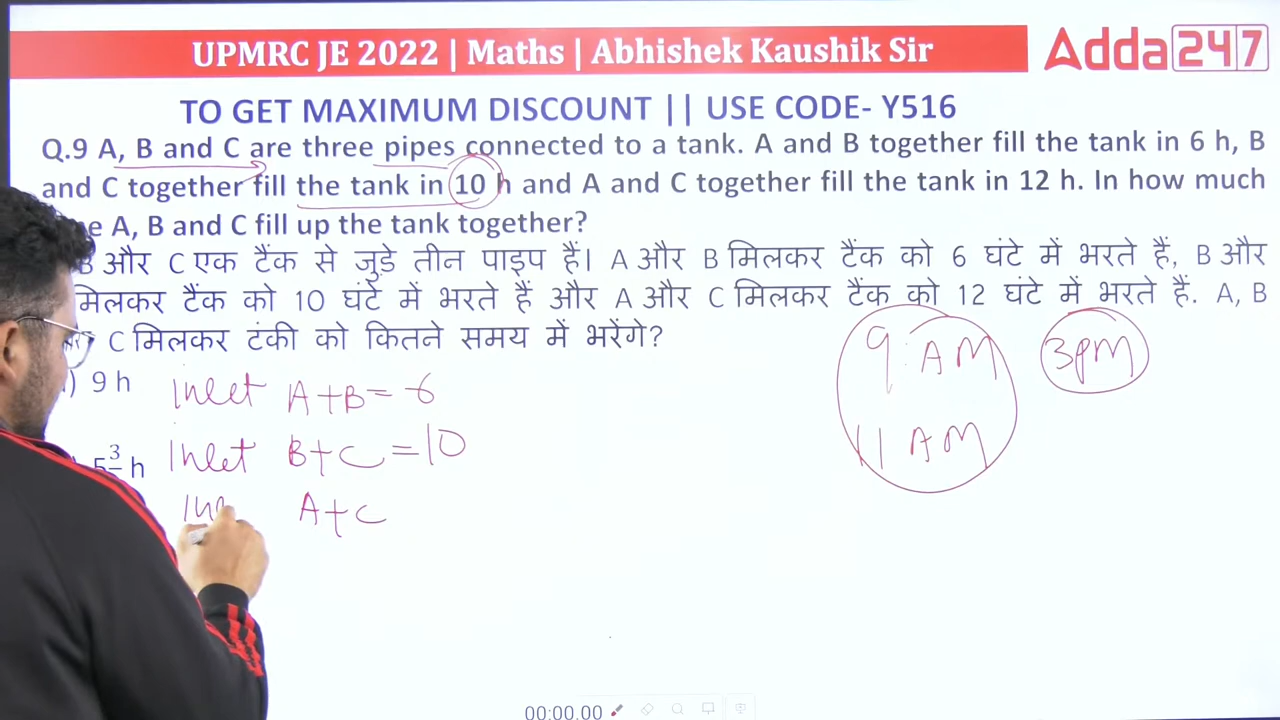 UPMRC JE 2022 | Maths | Abhishek Kaushik Sir
Adda247
TO GET MAXIMUM DISCOUNT || USE CODE- Y516
Q.9 A, B and C are three pipes connected to a tank. A and B together fill the tank in 6 h, B
and C together fill the tank in 10 h and A and C together fill the tank in 12 h. In how much
A, B and C fill up the tank together?
B और C एक टैंक से जुड़े तीन पाइप हैं। A और B मिलकर टैंक को 6 घंटे में भरते हैं, B और
मिलकर टैंक को 10 घंटे में भरते हैं और A और C मिलकर टैंक को 12 घंटे में भरते हैं. A, B
C मिलकर टंकी को कितने समय में भरेंगे?
9 : AM
3pm
) 9 h
Inlet A+B = 6
11 AM
5 3 h
Inlet B+C = 10
A+C
00:00.00